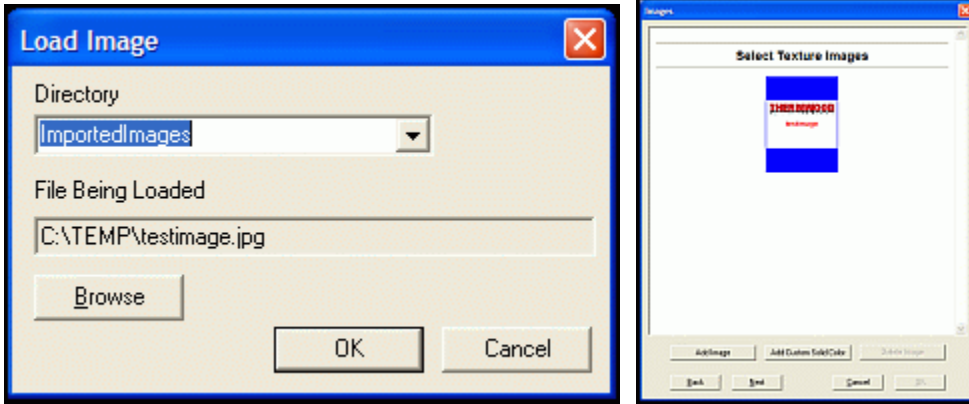 Load Image
Directory
ImportedImages
File Being Loaded
C:\TEMP\testimage.jpg
Browse
OK
Cancel
Images
Select Texture Images
THERMWOOD
testimage
Add Image
Add Custom Solid Color
Delete Image
Back
Next
Cancel
OK